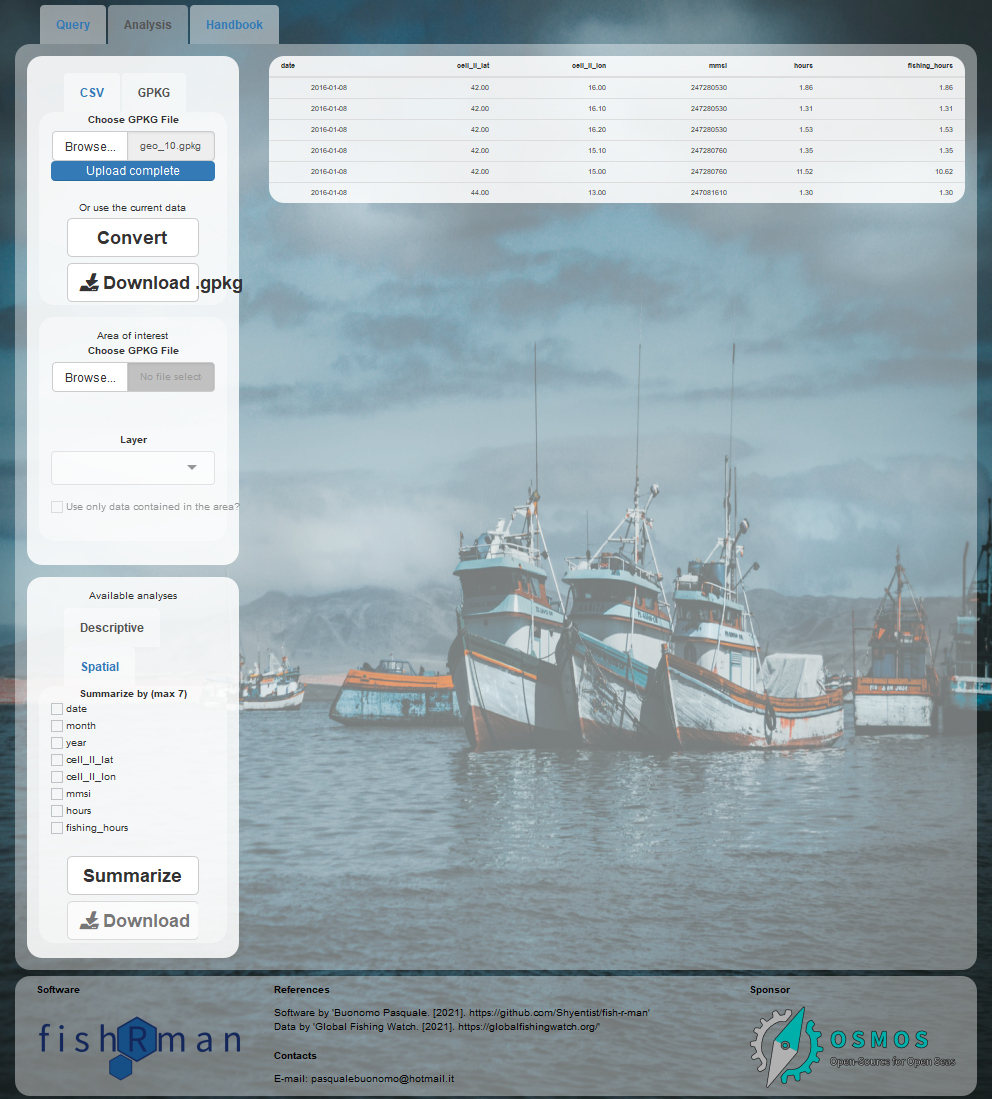 Query Analysis Handbook
CSV GPKG
Choose GPKG File
Browse... geo_10.gpkg
Upload complete
Or use the current data
Convert
Download .gpkg
Area of interest
Choose GPKG File
Browse... No file select
Layer
Use only data contained in the area?
Available analyses
Descriptive
Spatial
Summarize by (max 7)
date
month
year
cell_ll_lat
cell_ll_lon
mmsi
hours
fishing_hours
Summarize
Download
date cell_ll_lat cell_ll_lon mmsi hours fishing_hours
2016-01-08 42.00 16.00 247280530 1.86 1.86
2016-01-08 42.00 16.10 247280530 1.31 1.31
2016-01-08 42.00 16.20 247280530 1.53 1.53
2016-01-08 42.00 15.10 247280760 1.35 1.35
2016-01-08 42.00 15.00 247280760 11.52 10.62
2016-01-08 44.00 13.00 247081610 1.30 1.30
Software
fishRman
References
Software by 'Buonomo Pasquale. [2021]. https://github.com/Shyentist/fish-r-man'
Data by 'Global Fishing Watch. [2021]. https://globalfishingwatch.org/'
Contacts
E-mail: pasqualebuonomo@hotmail.it
Sponsor
OSMOS
Open-Source for Open Seas